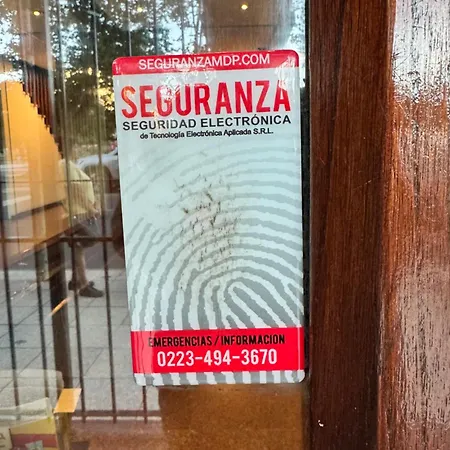 SEGURANZAMDP.COM
SEGURANZA
SEGURIDAD ELECTRÓNICA
de Tecnología Electrónica Aplicada S.R.L.
EMERGENCIAS / INFORMACION
0223-494-3670